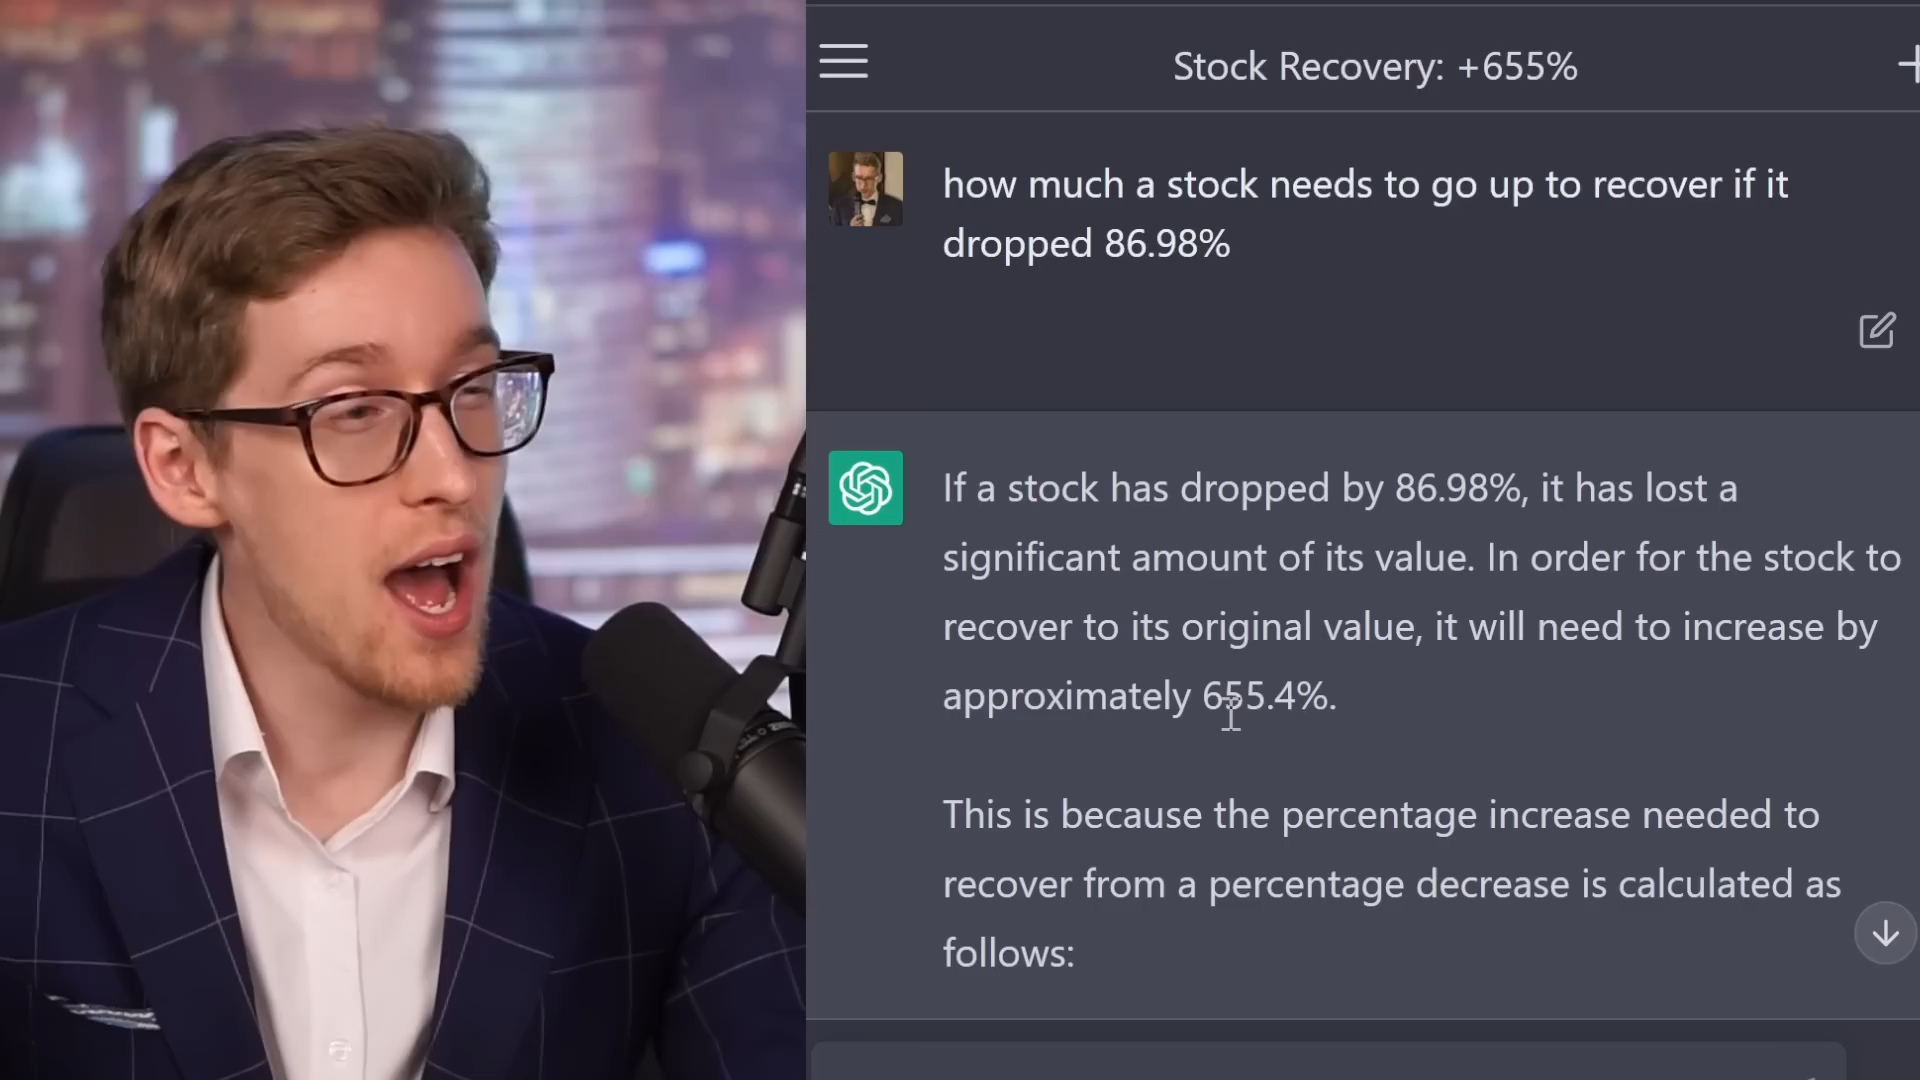 Stock Recovery: +655%
how much a stock needs to go up to recover if it
dropped 86.98%
If a stock has dropped by 86.98%, it has lost a
significant amount of its value. In order for the stock to
recover to its original value, it will need to increase by
approximately 655.4%.
This is because the percentage increase needed to
recover from a percentage decrease is calculated as
follows: